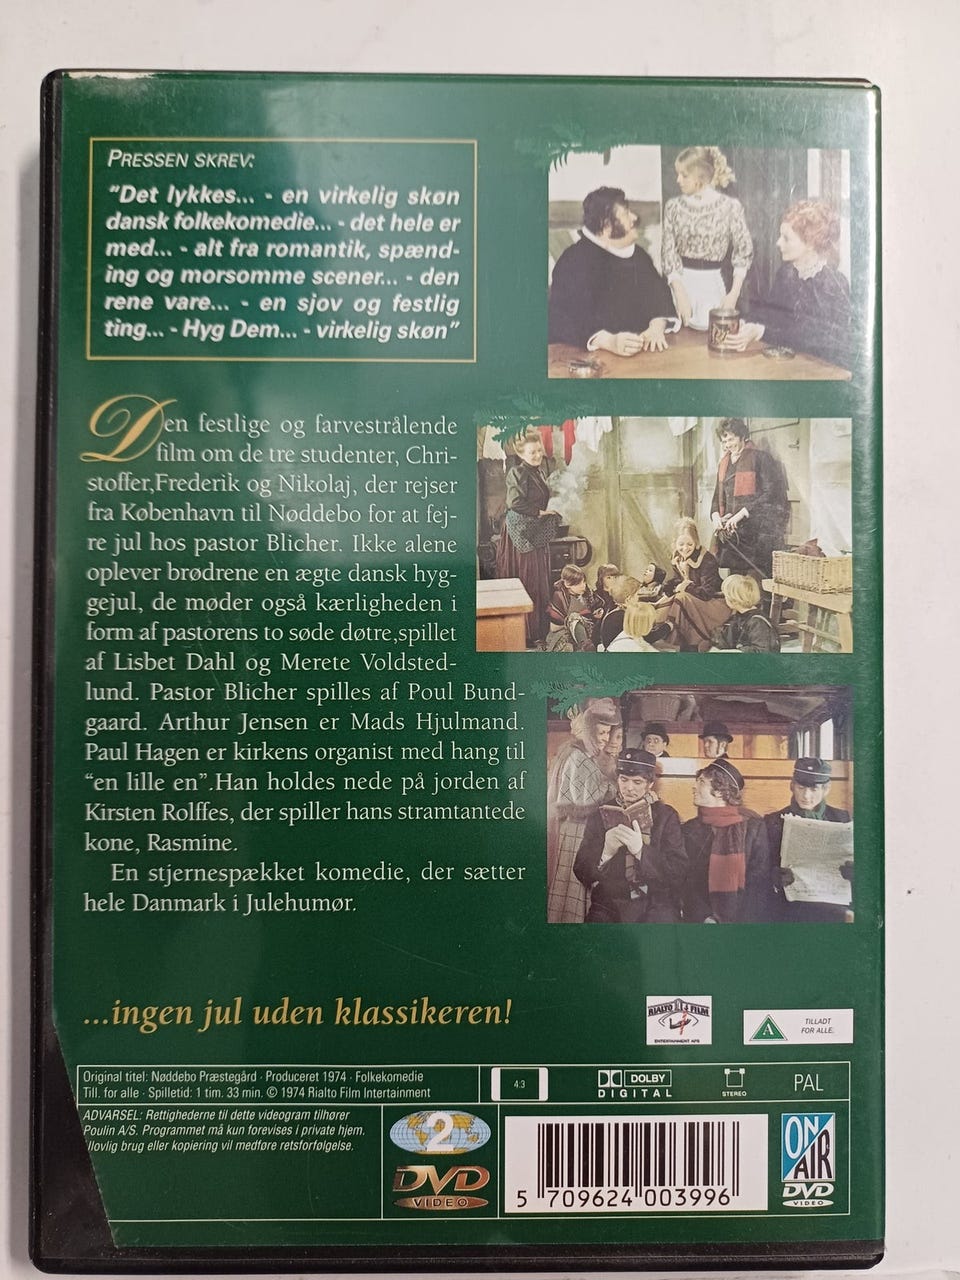 PRESSEN SKREV:
"Det lykkes... - en virkelig skøn
dansk folkekomedie... - det hele er
med... - alt fra romantik, spænd-
ing og morsomme scener... - den
rene vare... - en sjov og festlig
ting... - Hyg Dem... - virkelig skøn"
Den festlige og farvestrålende
film om de tre studenter, Chri-
stoffer,Frederik og Nikolaj, der rejser
fra København til Nøddebo for at fej-
re jul hos pastor Blicher. Ikke alene
oplever brødrene en ægte dansk hyg-
gejul, de møder også kærligheden i
form af pastorens to søde døtre,spillet
af Lisbet Dahl og Merete Voldsted-
lund. Pastor Blicher spilles af Poul Bund-
gaard. Arthur Jensen er Mads Hjulmand.
Paul Hagen er kirkens organist med hang til
"en lille en".Han holdes nede på jorden af
Kirsten Rolffes, der spiller hans stramtantede
kone, Rasmine.
En stjernespækket komedie, der sætter
hele Danmark i Julehumør.
...ingen jul uden klassikeren!
RIALTO FILM
ENTERTAINMENT APS
A
TILLADT
FOR ALLE.
Original titel: Nøddebo Præstegård · Produceret 1974 · Folkekomedie
Till. for alle · Spilletid: 1 tim. 33 min. © 1974 Rialto Film Intertainment
4:3
DOLBY
DIGITAL
STEREO
PAL
ADVARSEL: Rettighederne til dette videogram tilhører
Poulin A/S. Programmet må kun forevises i private hjem.
Ulovlig brug eller kopiering vil medføre retsforfølgelse.
2
DVD
VIDEO
5 709624 003996
ON
AIR
DVD
VIDEO